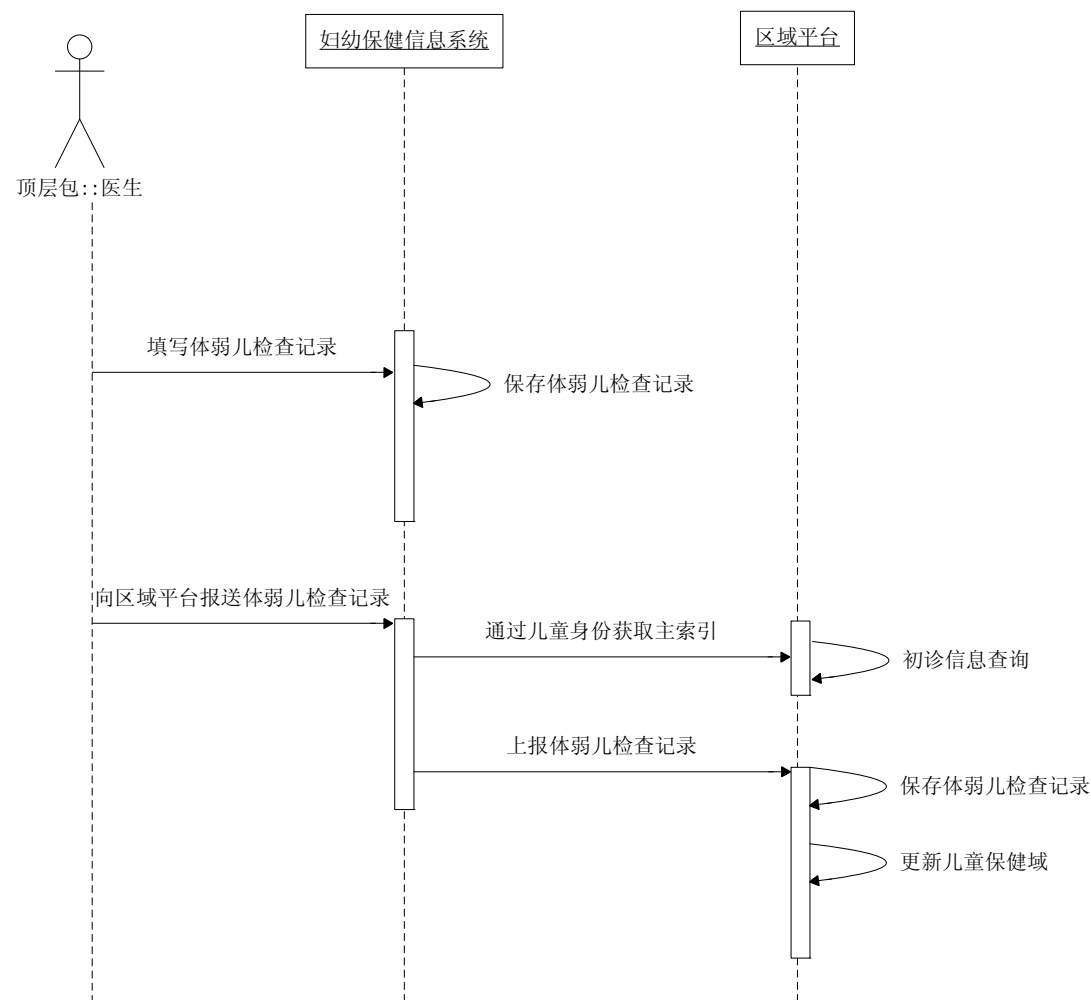 妇幼保健信息系统
区域平台
顶层包::医生
填写体弱儿检查记录
保存体弱儿检查记录
向区域平台报送体弱儿检查记录
通过儿童身份获取主索引
初诊信息查询
上报体弱儿检查记录
保存体弱儿检查记录
更新儿童保健域